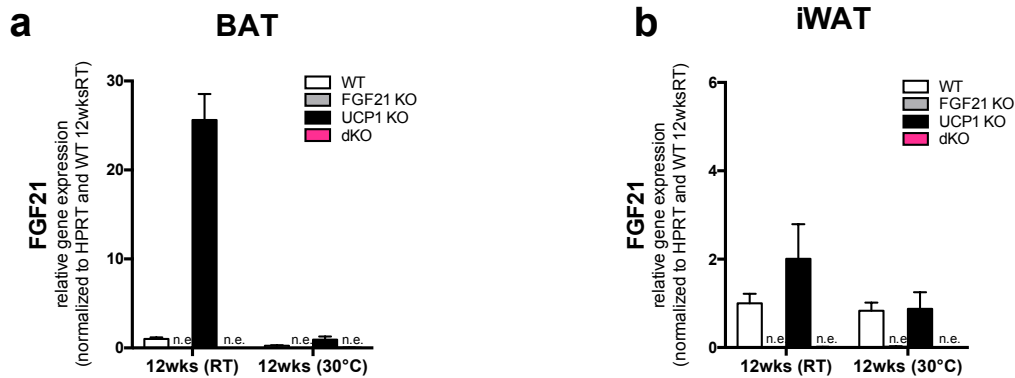 a
BAT
FGF21
relative gene expression
(normalized to HPRT and WT 12wksRT)
30
20
10
0
WT
FGF21 KO
UCP1 KO
dKO
n.e.
n.e.
n.e.
n.e.
12wks (RT)
12wks (30°C)
b
iWAT
FGF21
relative gene expression
(normalized to HPRT and WT 12wksRT)
6
4
2
0
WT
FGF21 KO
UCP1 KO
dKO
n.e
n.e.
n.e.
n.e.
12wks (RT)
12wks (30°C)